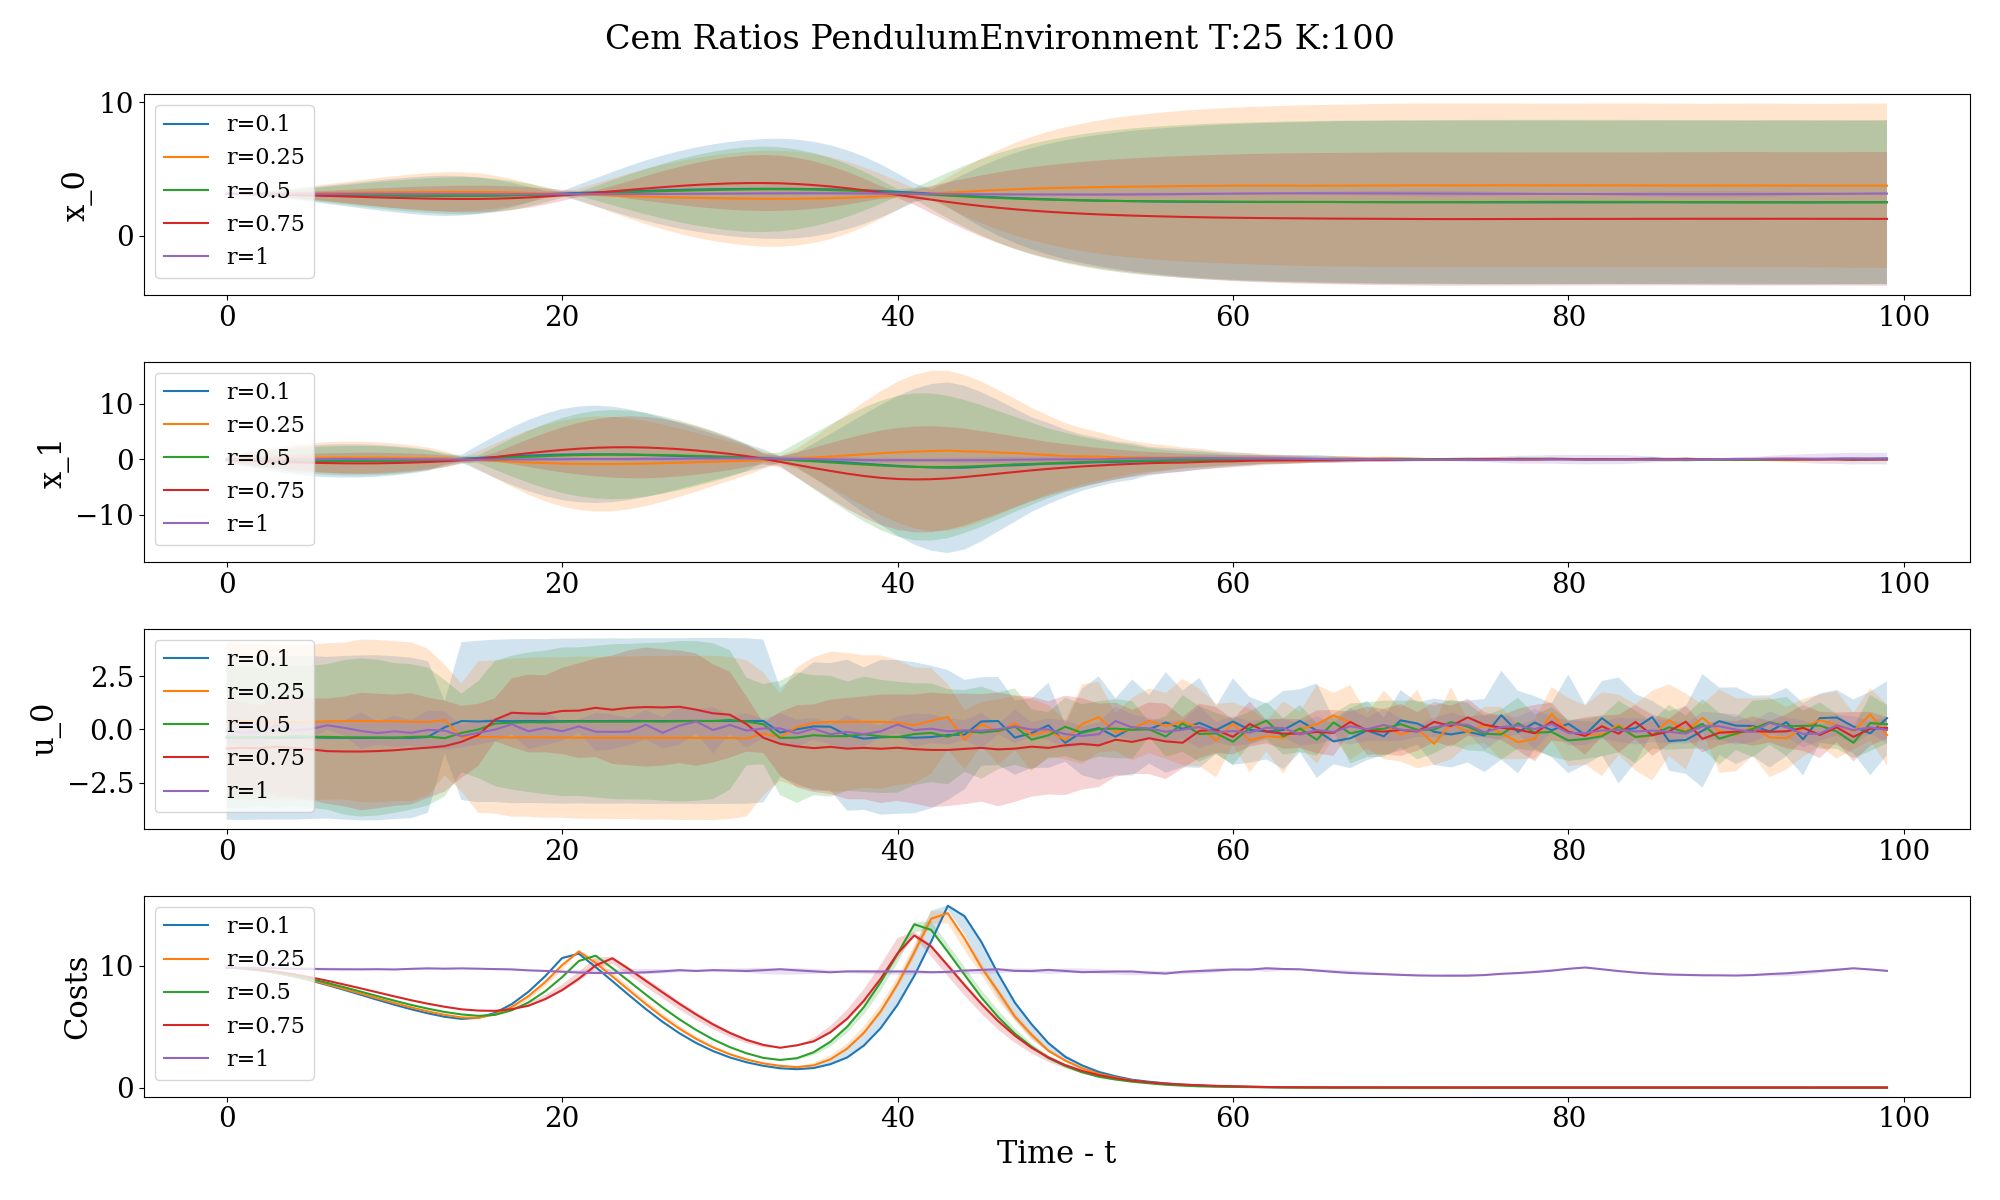 Cem Ratios PendulumEnvironment T:25 K:100
x_0
10
0
r=0.1
r=0.25
r=0.5
r=0.75
r=1
0 20 40 60 80 100
x_1
10
0
−10
r=0.1
r=0.25
r=0.5
r=0.75
r=1
0 20 40 60 80 100
u_0
2.5
0.0
−2.5
r=0.1
r=0.25
r=0.5
r=0.75
r=1
0 20 40 60 80 100
Costs
10
0
r=0.1
r=0.25
r=0.5
r=0.75
r=1
0 20 40 60 80 100
Time - t